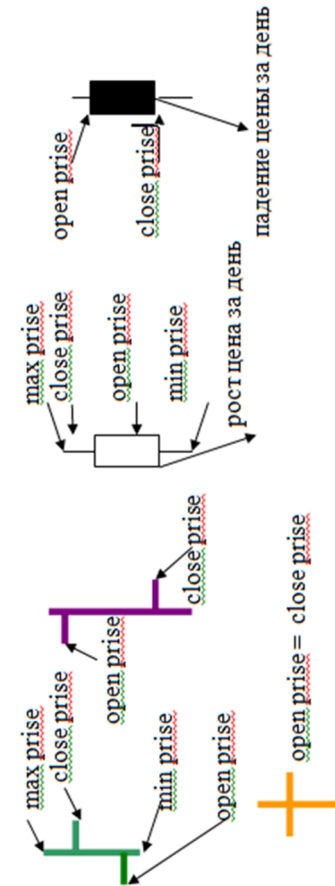 max prise
close prise
min prise
open prise
open prise
close prise
open prise = close prise
max prise
close prise
open prise
min prise
рост цена за день
open prise
close prise
падение цены за день